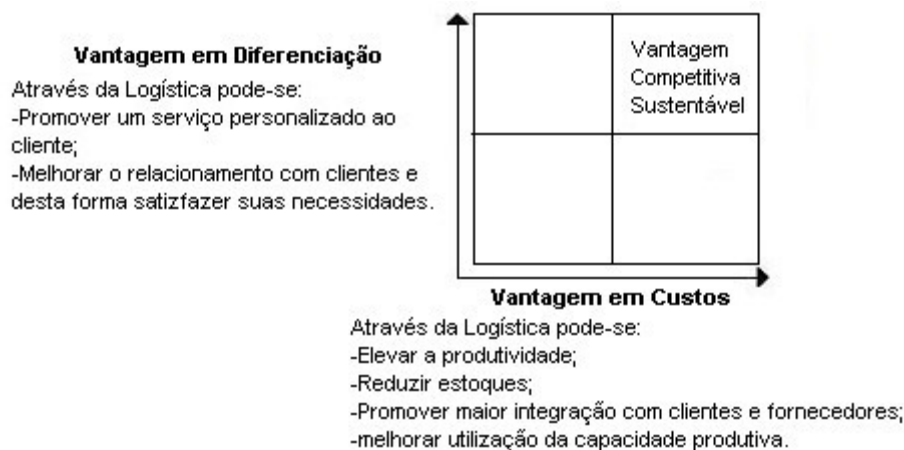 Vantagem em Diferenciação
Através da Logística pode-se:
-Promover um serviço personalizado ao
cliente;
-Melhorar o relacionamento com clientes e
desta forma satizfazer suas necessidades.
Vantagem
Competitiva
Sustentável
Vantagem em Custos
Através da Logística pode-se:
-Elevar a produtividade;
-Reduzir estoques;
-Promover maior integração com clientes e fornecedores;
-melhorar utilização da capacidade produtiva.